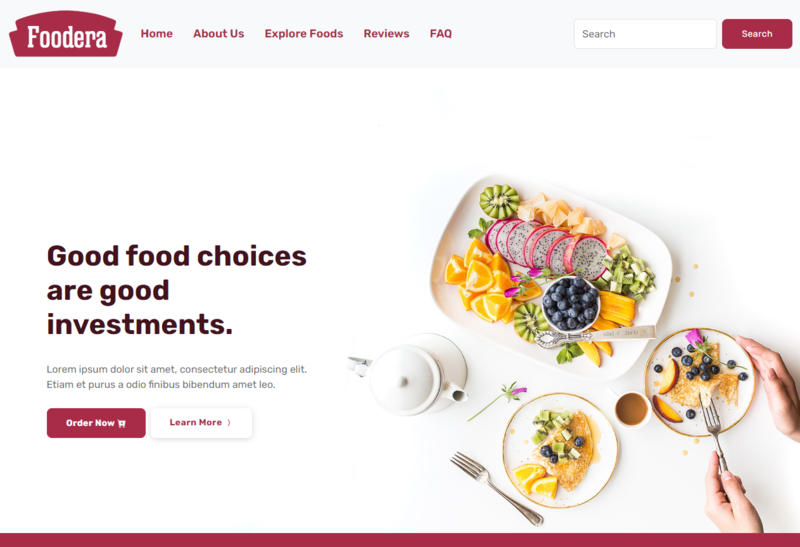 Foodera
Home
About Us
Explore Foods
Reviews
FAQ
Search
Search
Good food choices
are good
investments.
Lorem ipsum dolor sit amet, consectetur adipiscing elit.
Etiam et purus a odio finibus bibendum amet leo.
Order Now
Learn More 〉